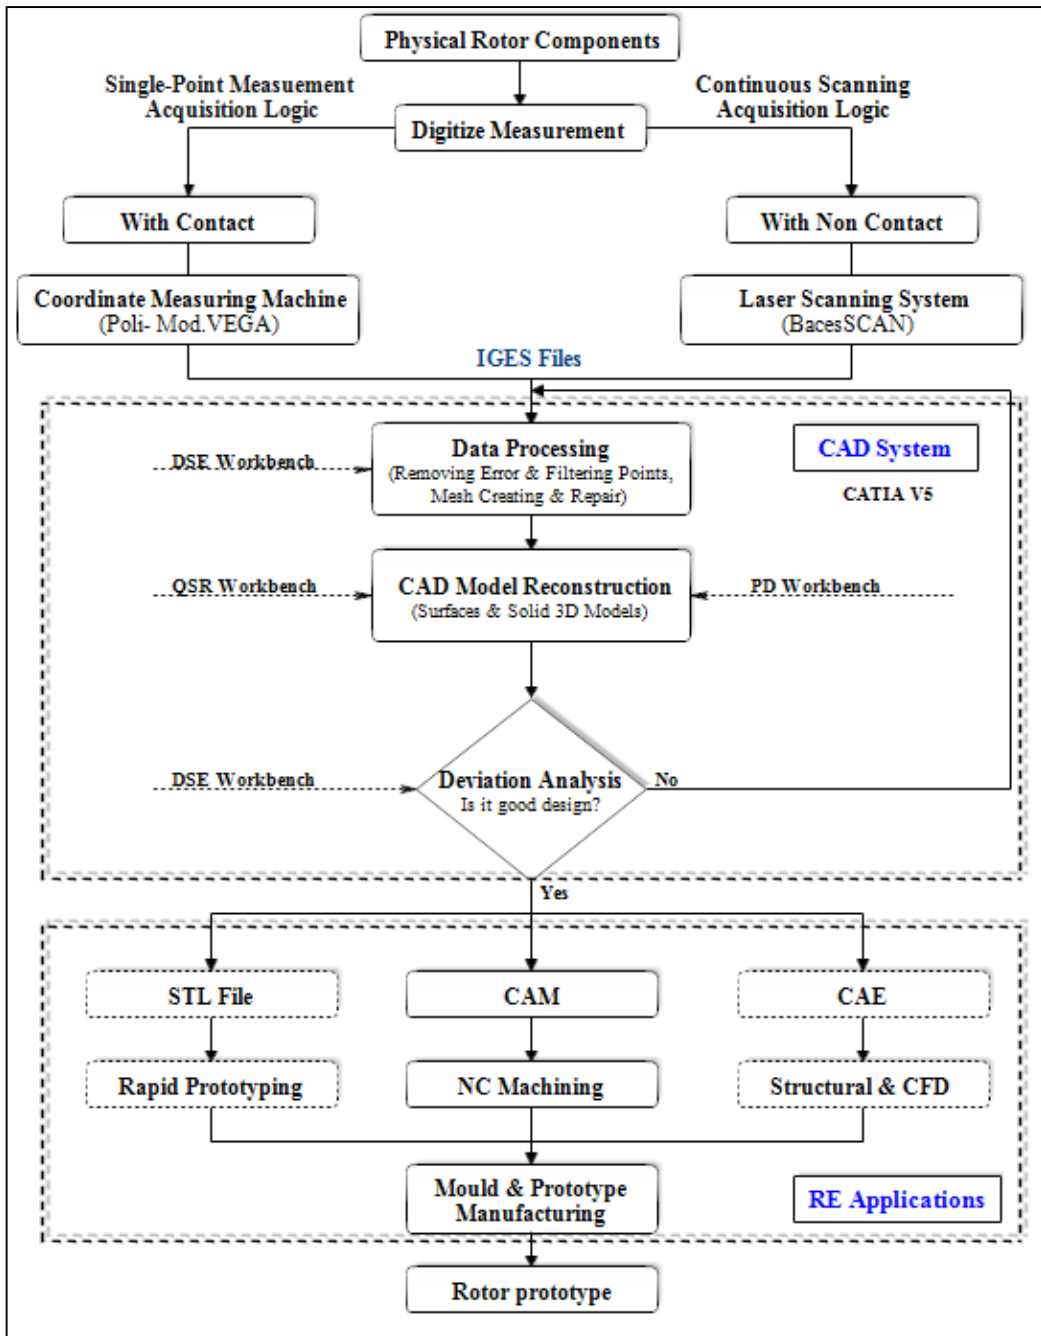 Physical Rotor Components
Single-Point Measuement
Acquisition Logic
Continuous Scanning
Acquisition Logic
Digitize Measurement
With Contact
With Non Contact
Coordinate Measuring Machine
(Poli- Mod.VEGA)
Laser Scanning System
(BacesSCAN)
IGES Files
Data Processing
(Removing Error & Filtering Points,
Mesh Creating & Repair)
DSE Workbench
CAD System
CATIA V5
QSR Workbench
CAD Model Reconstruction
(Surfaces & Solid 3D Models)
PD Workbench
DSE Workbench
Deviation Analysis
Is it good design?
No
Yes
STL File
CAM
CAE
Rapid Prototyping
NC Machining
Structural & CFD
Mould & Prototype
Manufacturing
RE Applications
Rotor prototype